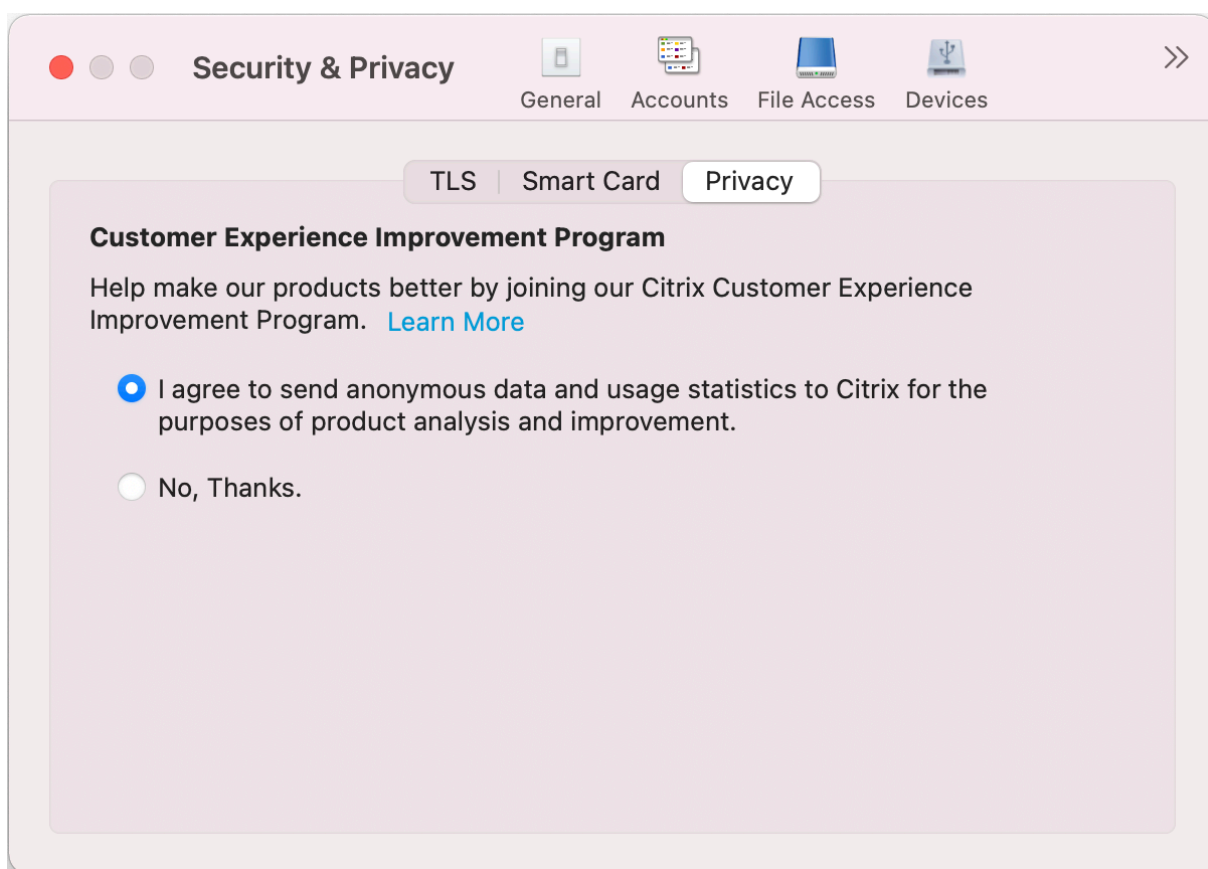 Security & Privacy
General Accounts File Access Devices
TLS Smart Card Privacy
Customer Experience Improvement Program
Help make our products better by joining our Citrix Customer Experience
Improvement Program. Learn More
I agree to send anonymous data and usage statistics to Citrix for the
purposes of product analysis and improvement.
No, Thanks.